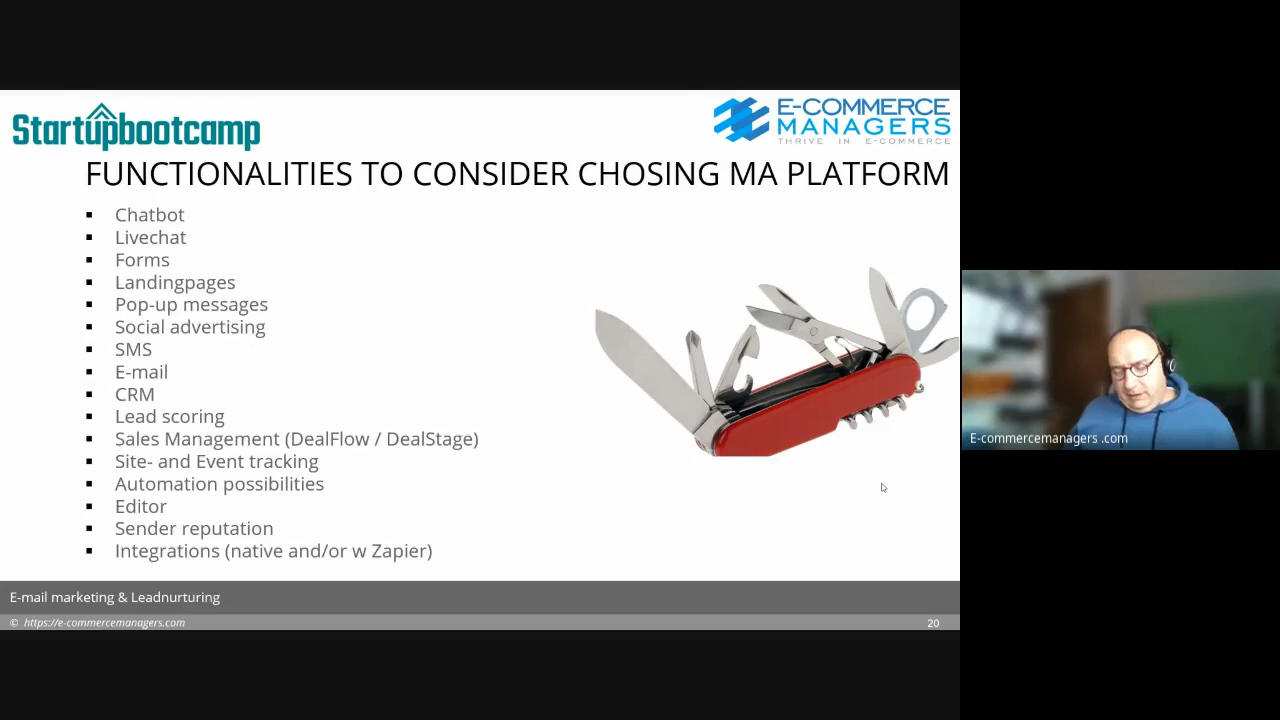 Startupbootcamp
E-COMMERCE
MANAGERS
THRIVE IN E-COMMERCE
FUNCTIONALITIES TO CONSIDER CHOSING MA PLATFORM
▪ Chatbot
▪ Livechat
▪ Forms
▪ Landingpages
▪ Pop-up messages
▪ Social advertising
▪ SMS
▪ E-mail
▪ CRM
▪ Lead scoring
▪ Sales Management (DealFlow / DealStage)
▪ Site- and Event tracking
▪ Automation possibilities
▪ Editor
▪ Sender reputation
▪ Integrations (native and/or w Zapier)
E-mail marketing & Leadnurturing
© https://e-commercemanagers.com
20
E-commercemanagers .com